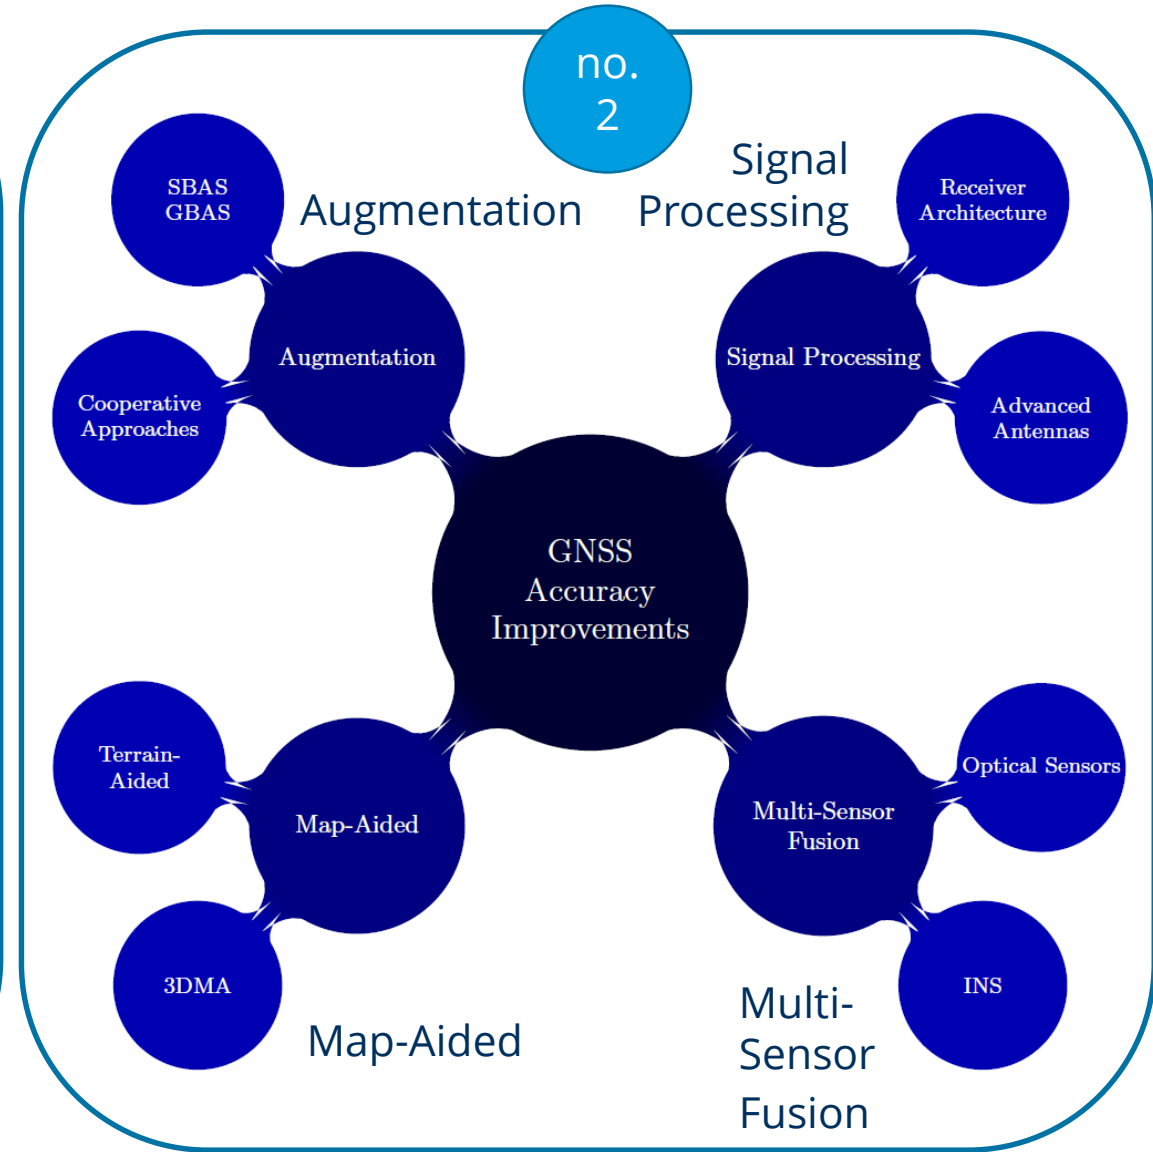 no.
2
Augmentation
Signal
Processing
SBAS
GBAS
Receiver
Architecture
Augmentation
Signal Processing
Cooperative
Approaches
Advanced
Antennas
GNSS
Accuracy
Improvements
Terrain-
Aided
Map-Aided
Multi-Sensor
Fusion
Optical Sensors
3DMA
INS
Map-Aided
Multi-
Sensor
Fusion